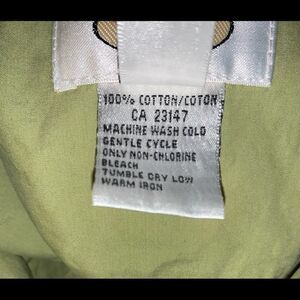 100% COTTON/COTON
CA 23147
MACHINE WASH COLD
GENTLE CYCLE
ONLY NON-CHLORINE
BLEACH
TUMBLE DRY LOW
WARM IRON